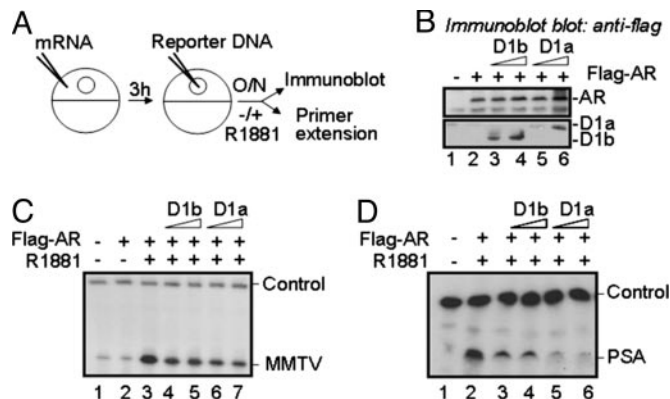 A
mRNA
Reporter DNA
3h
O/N
-/+
R1881
Immunoblot
Primer
extension
B
Immunoblot blot: anti-flag
D1b D1a
- + + + + + Flag-AR
-AR
-D1a
-D1b
1 2 3 4 5 6
C
D1b D1a
Flag-AR - + + + + + +
R1881 - - + + + + +
Control
MMTV
1 2 3 4 5 6 7
D
D1b D1a
Flag-AR - + + + + +
R1881 - + + + + +
Control
PSA
1 2 3 4 5 6